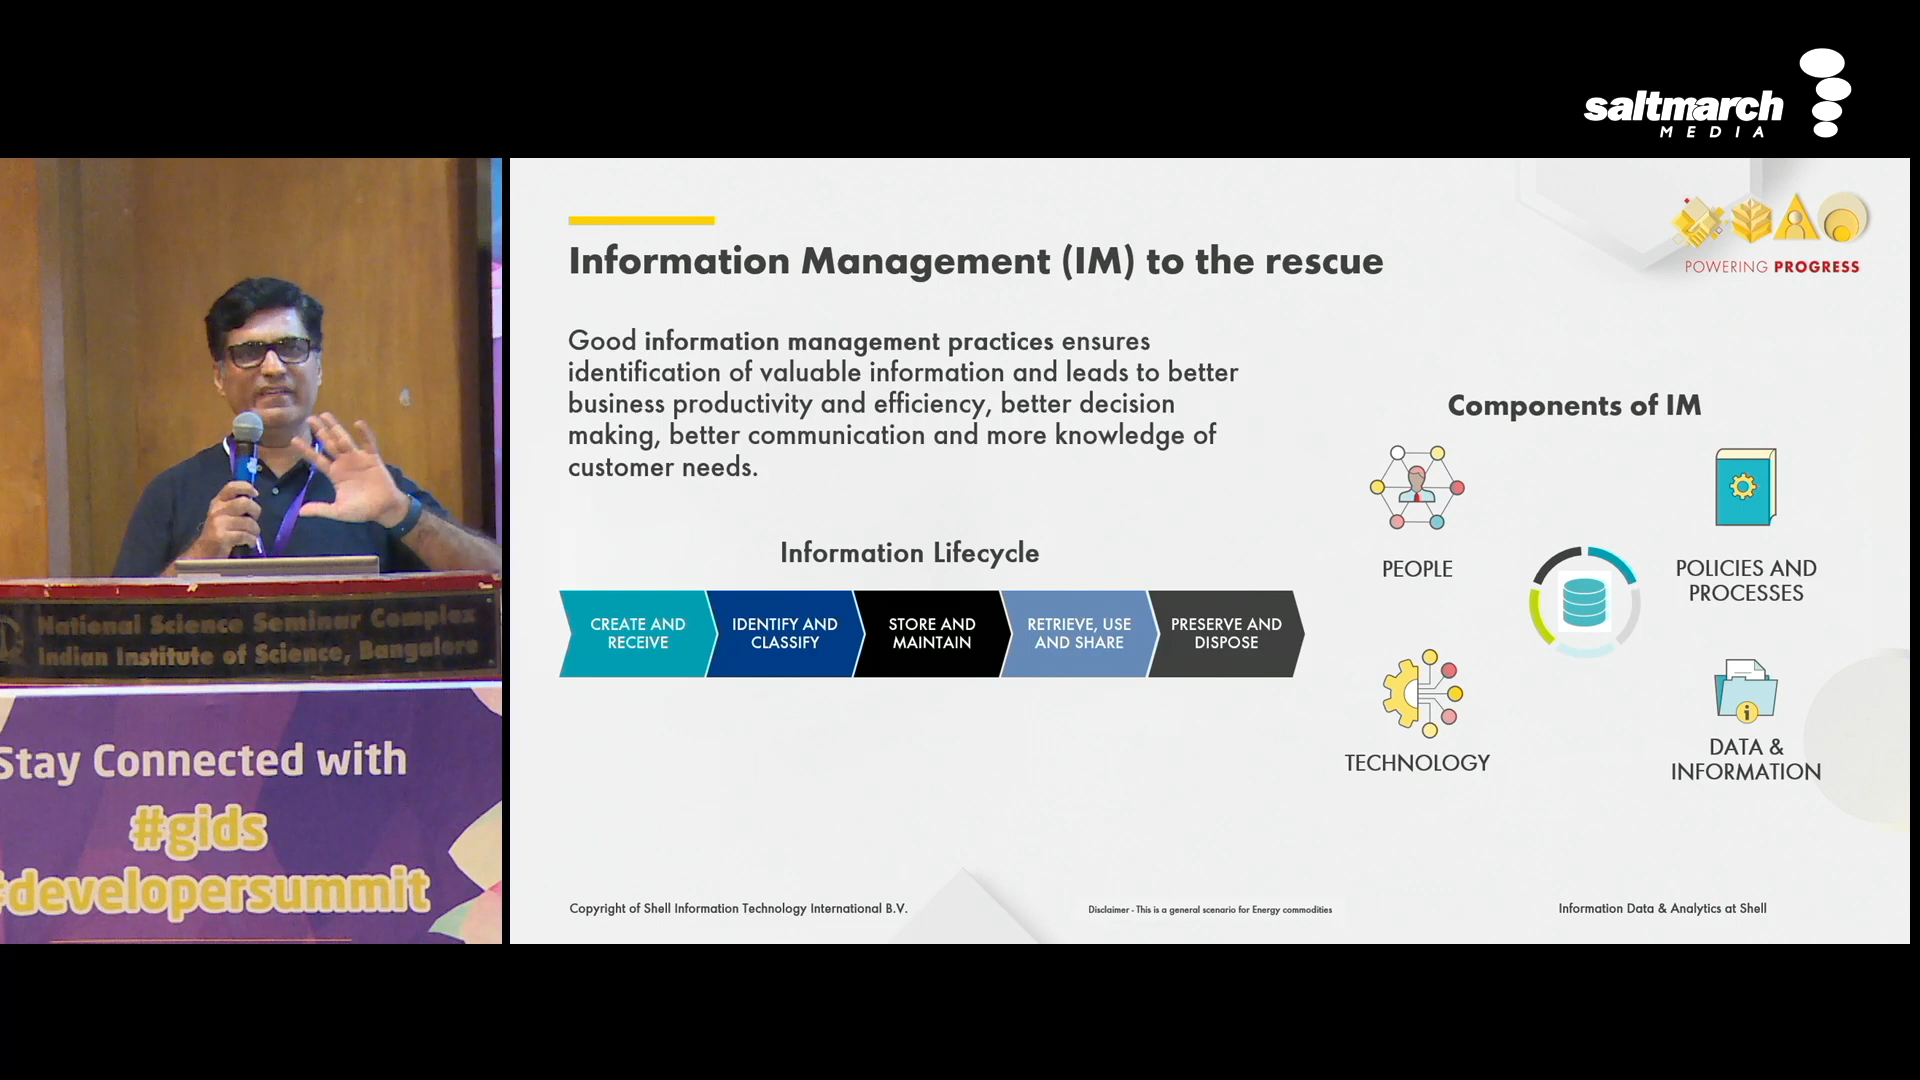 saltmarch
MEDIA
National Science Seminar Complex
Indian Institute of Science, Bangalore
Stay Connected with
#gids
#developersummit
POWERING PROGRESS
Information Management (IM) to the rescue
Good information management practices ensures
identification of valuable information and leads to better
business productivity and efficiency, better decision
making, better communication and more knowledge of
customer needs.
Information Lifecycle
CREATE AND
RECEIVE
IDENTIFY AND
CLASSIFY
STORE AND
MAINTAIN
RETRIEVE, USE
AND SHARE
PRESERVE AND
DISPOSE
Components of IM
PEOPLE
POLICIES AND
PROCESSES
TECHNOLOGY
DATA &
INFORMATION
Copyright of Shell Information Technology International B.V.
Disclaimer - This is a general scenario for Energy commodities
Information Data & Analytics at Shell